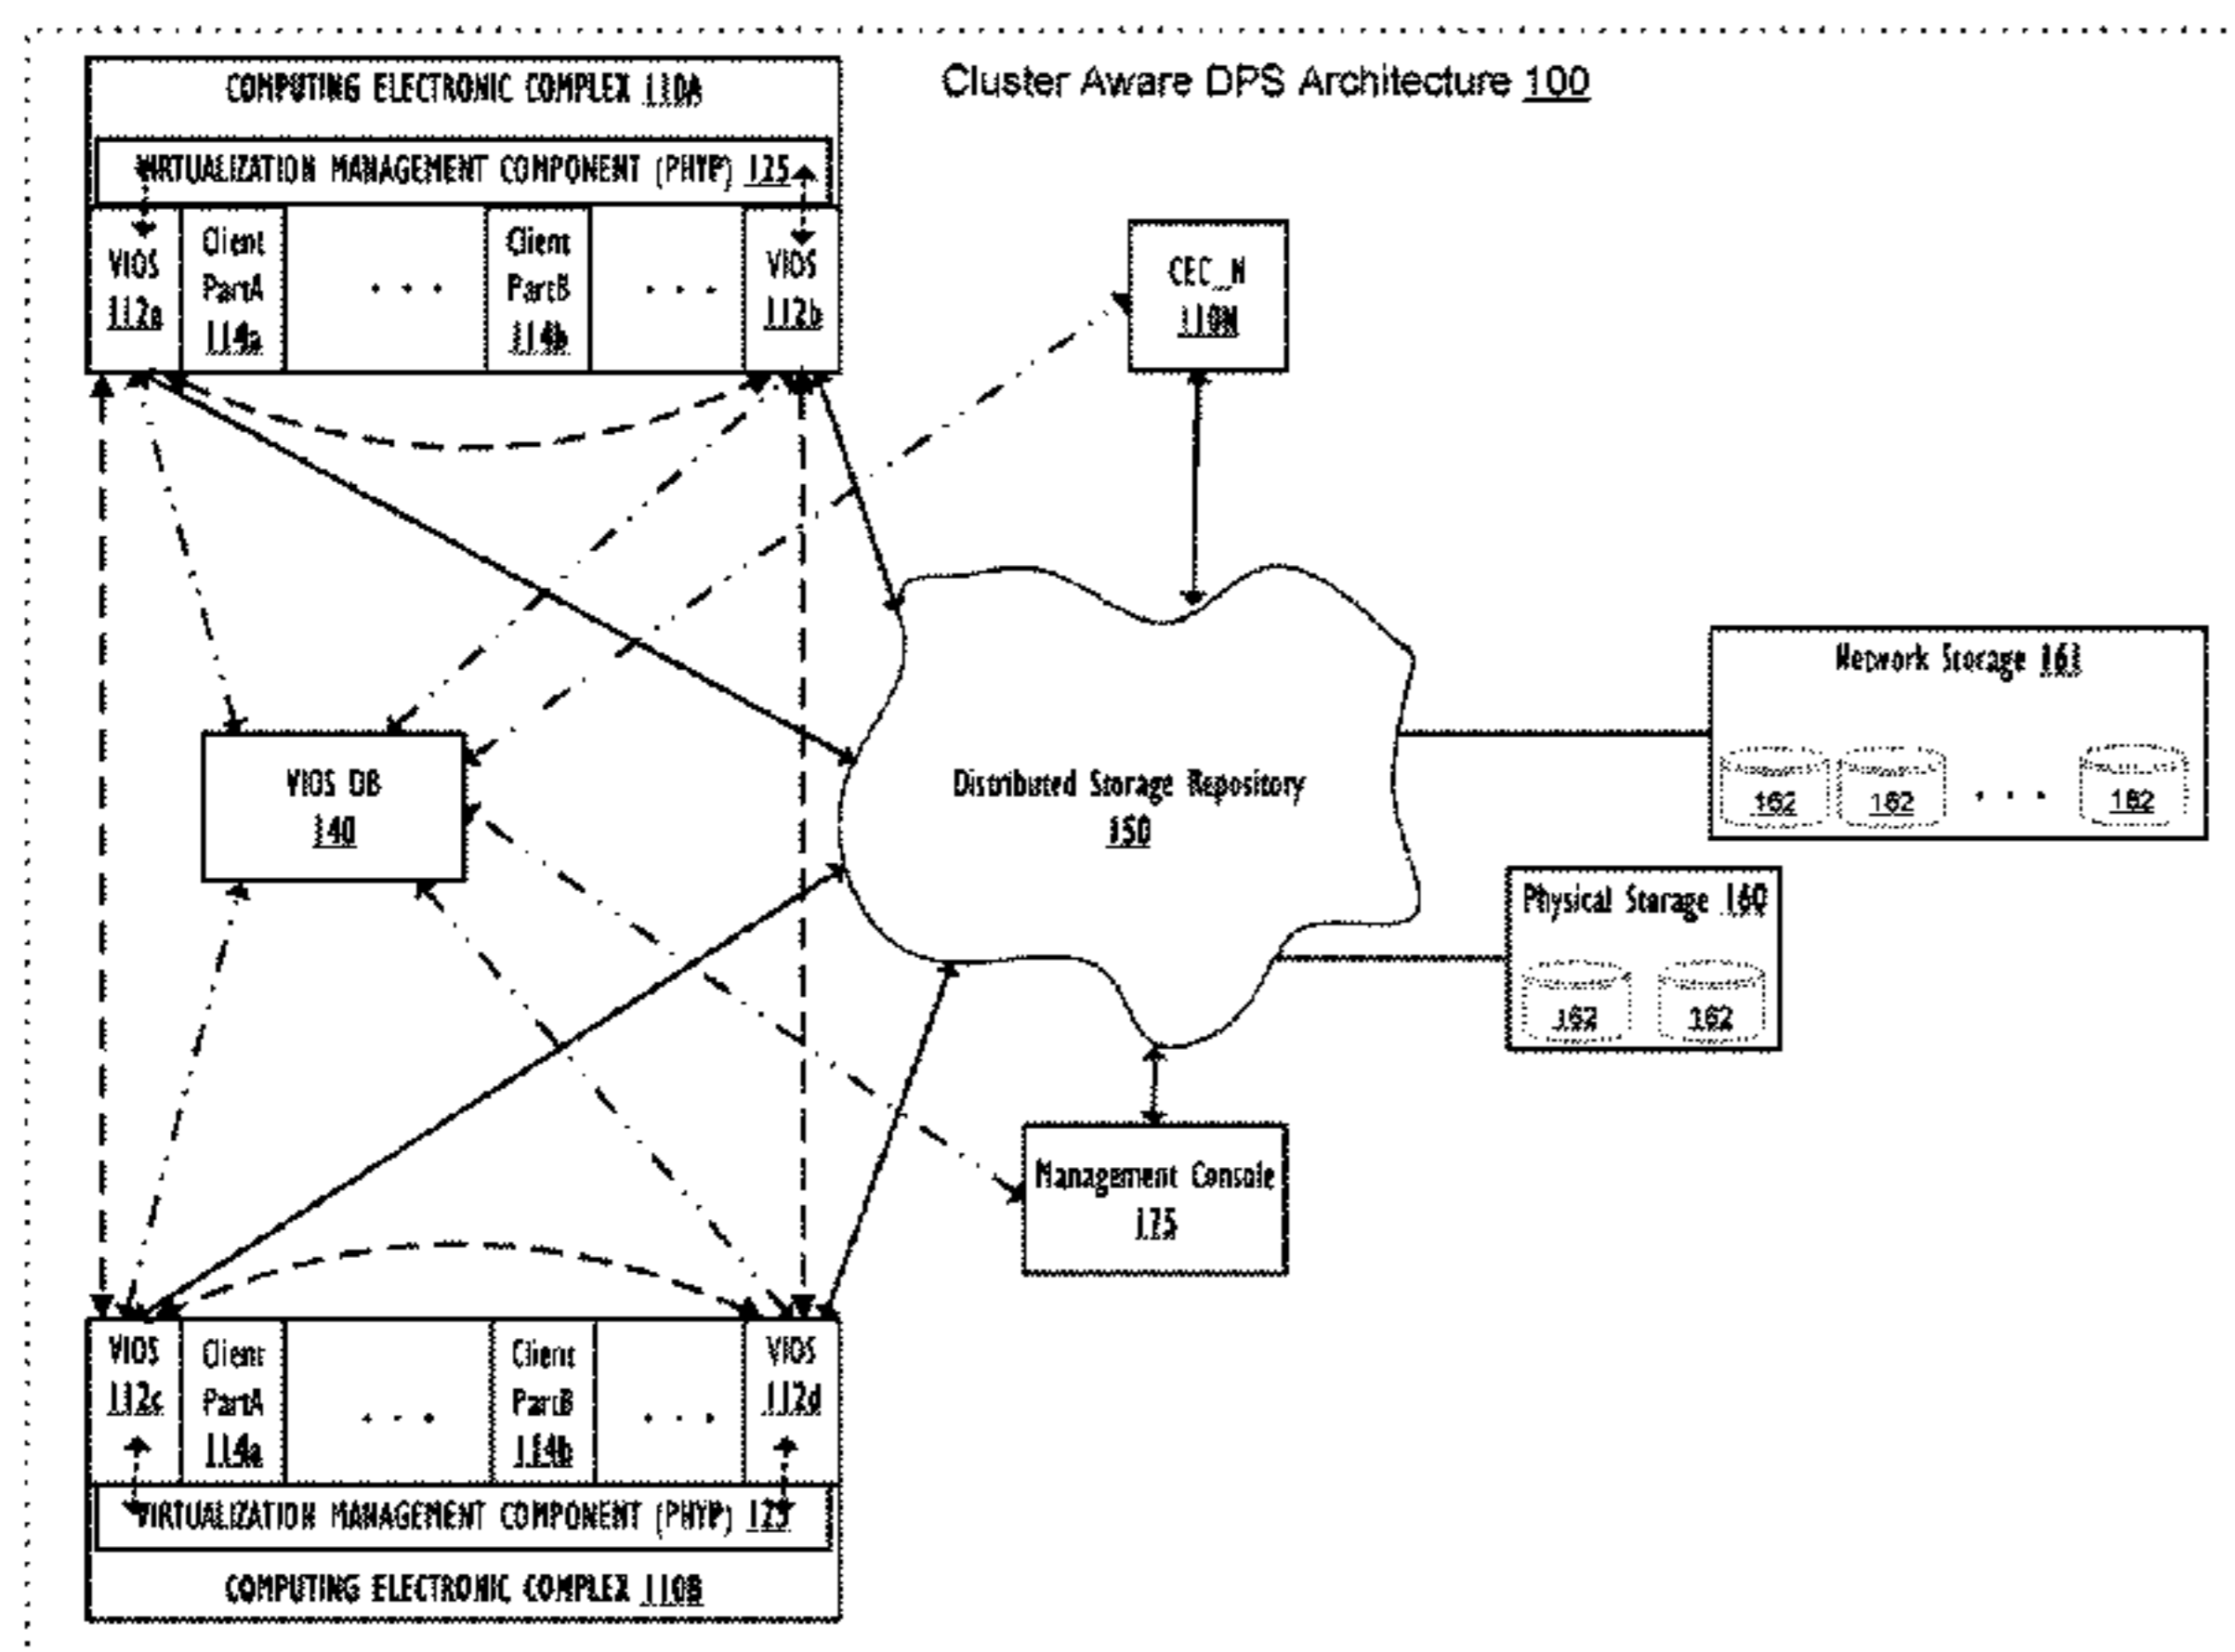 Cluster Aware DPS Architecture 100
COMPUTING ELECTRONIC COMPLEX 110A
VIRTUALIZATION MANAGEMENT COMPONENT (PHYP) 125
VIOS
112a
Client
PartA
114a
. . .
Client
PartB
114b
. . .
VIOS
112b
CEC_N
110N
Network Storage 161
162
162
. . .
162
VIOS DB
140
Distributed Storage Repository
150
Physical Storage 160
162
162
Management Console
175
VIOS
112c
Client
PartA
114a
. . .
Client
PartB
114b
. . .
VIOS
112d
VIRTUALIZATION MANAGEMENT COMPONENT (PHYP) 125
COMPUTING ELECTRONIC COMPLEX 110B